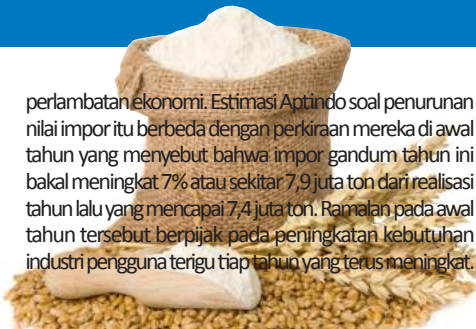 perlambatan ekonomi. Estimasi Aptindo soal penurunan
nilai impor itu berbeda dengan perkiraan mereka di awal
tahun yang menyebut bahwa impor gandum tahun ini
bakal meningkat 7% atau sekitar 7,9 juta ton dari realisasi
tahun lalu yang mencapai 7,4 juta ton. Ramalan pada awal
tahun tersebut berpijak pada peningkatan kebutuhan
industri pengguna terigu tiap tahun yang terus meningkat.